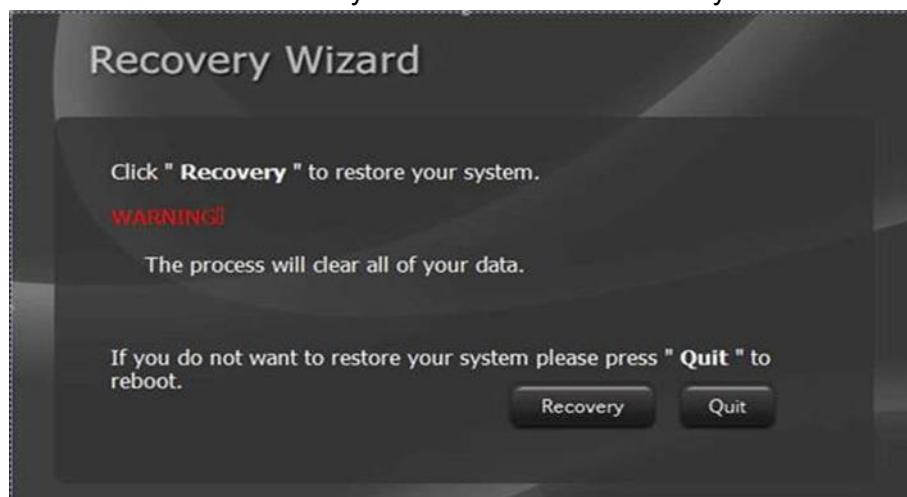 Recovery Wizard
Click " Recovery " to restore your system.
WARNING
The process will clear all of your data.
If you do not want to restore your system please press " Quit " to
reboot.
Recovery
Quit